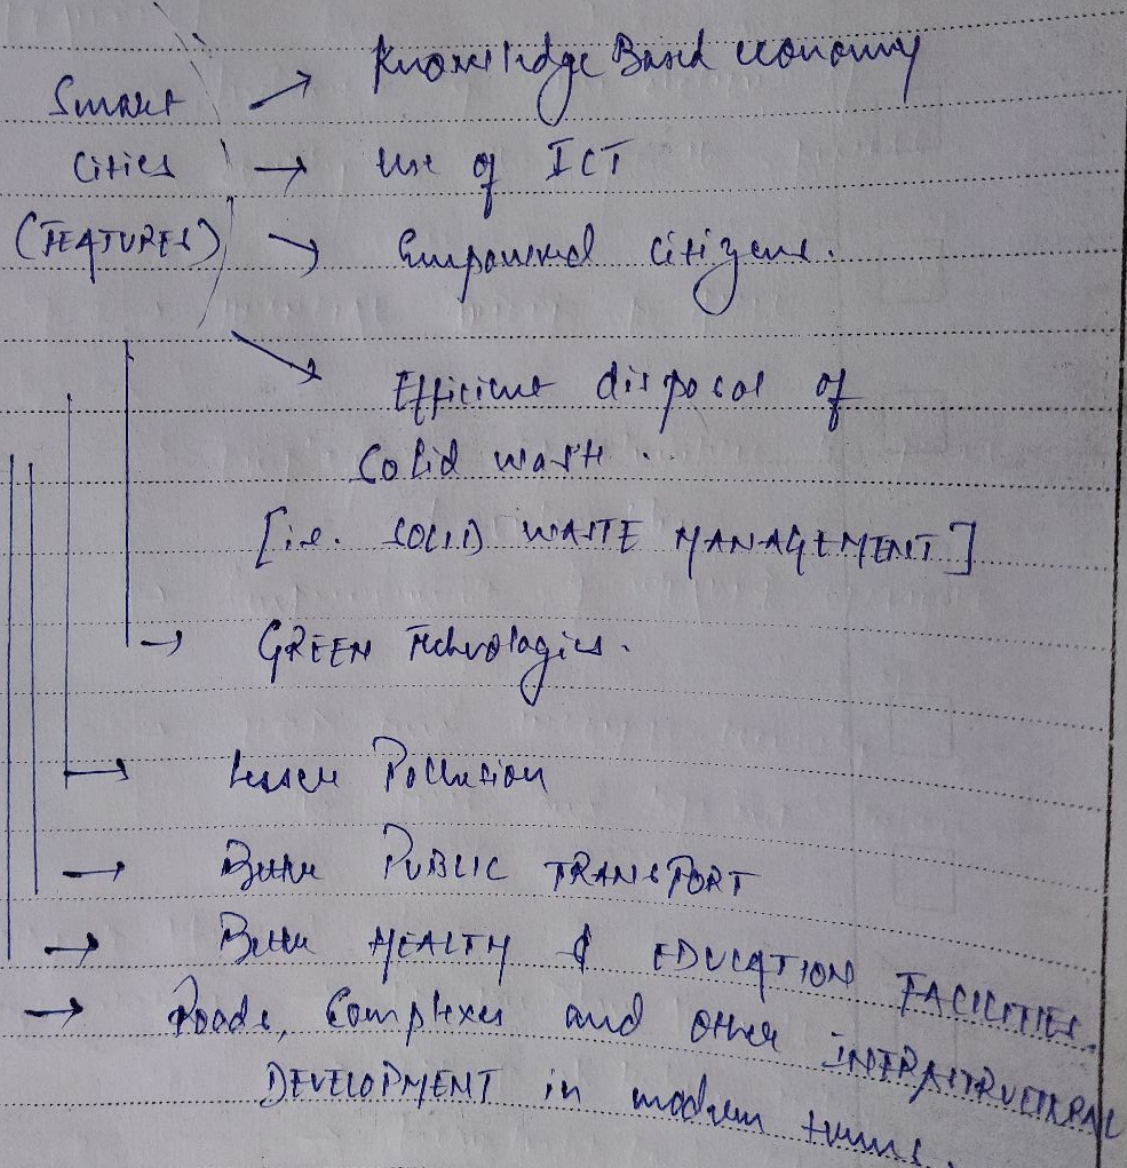 Smart → Knowledge Based economy
Cities → use of ICT
(FEATURES) → Empowered citizens.
→ Efficient disposal of
Solid waste ..
[i.e. SOLID WASTE MANAGEMENT]
→ GREEN Technologies.
→ Lesser Pollution
→ Better PUBLIC TRANSPORT
→ Better HEALTH & EDUCATION FACILITIES.
→ Roads, Complexes and other INFRASTRUCTURAL
DEVELOPMENT in modern terms.